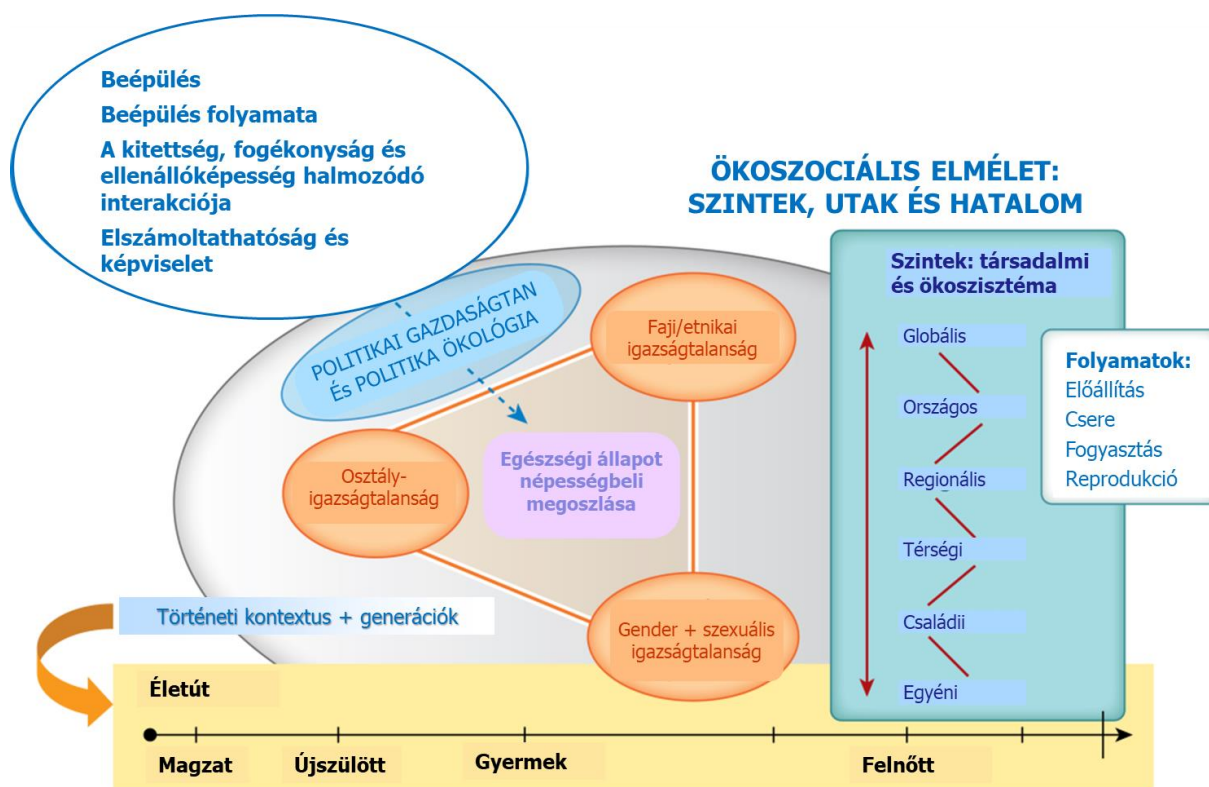 Beépülés
Beépülés folyamata
A kitettség, fogékonyság és
ellenállóképesség halmozódó
interakciója
Elszámoltathatóság és
képviselet
ÖKOSZOCIÁLIS ELMÉLET:
SZINTEK, UTAK ÉS HATALOM
POLITIKAI GAZDASÁGTAN
És POLITIKA ÖKOLÓGIA
Faji/etnikai
igazságtalanság
Osztály-
igazságtalanság
Egészségi állapot
népességbeli
megoszlása
Gender + szexuális
igazságtalanság
Szintek: társadalmi
és ökoszisztéma
Globális
Országos
Regionális
Térségi
Családii
Egyéni
Folyamatok:
Előállítás
Csere
Fogyasztás
Reprodukció
Történeti kontextus + generációk
Életút
Magzat
Újszülött
Gyermek
Felnőtt